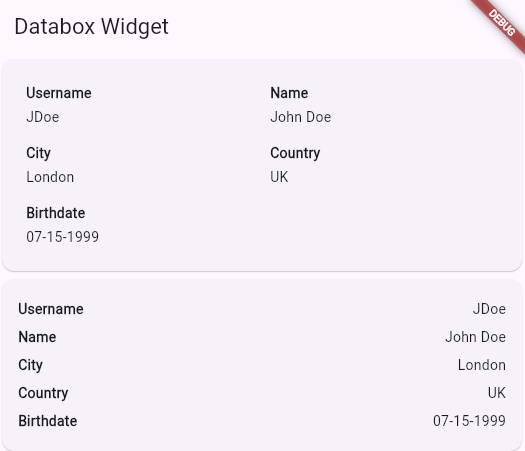 Databox Widget
DEBUG
Username Name
JDoe John Doe
City Country
London UK
Birthdate
07-15-1999
Username JDoe
Name John Doe
City London
Country UK
Birthdate 07-15-1999